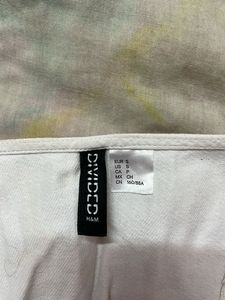 DIVIDED
H&M
EUR S
US S
CA P
MX CH
CN 160/88A